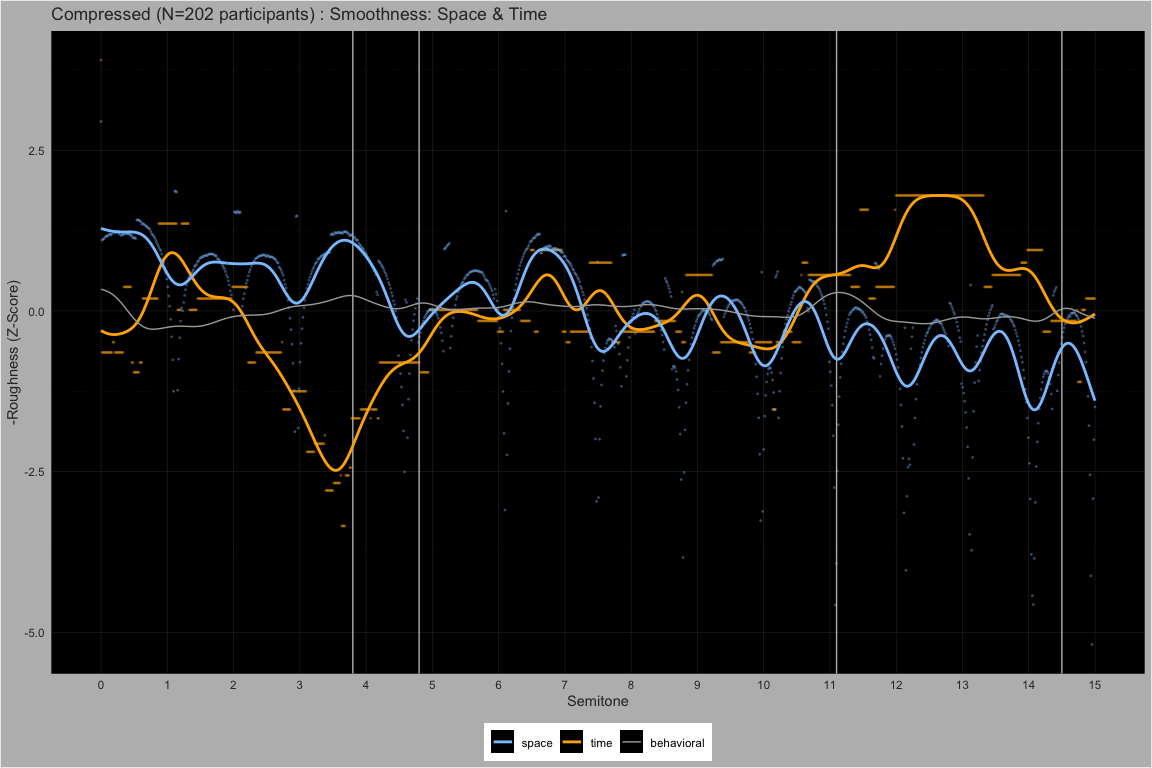 Compressed (N=202 participants) : Smoothness: Space & Time
-Roughness (Z-Score)
2.5
0.0
-2.5
-5.0
0 1 2 3 4 5 6 7 8 9 10 11 12 13 14 15
Semitone
space time behavioral